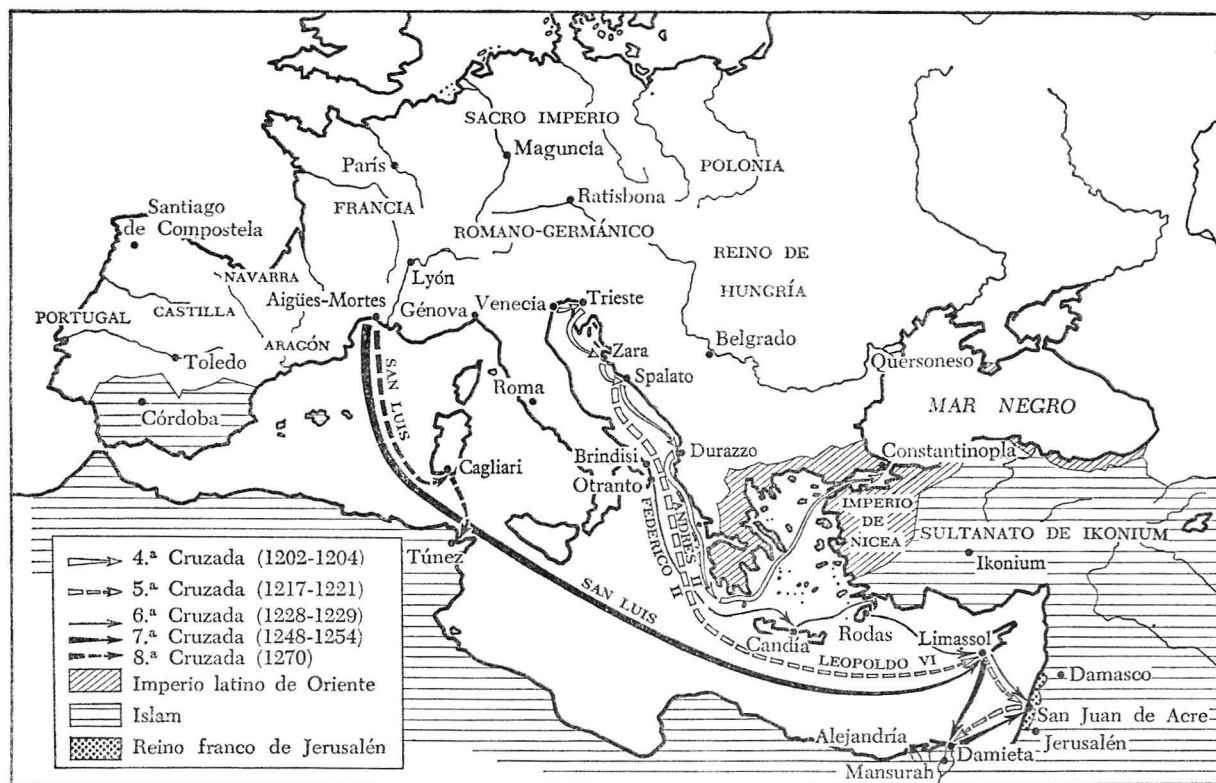 SACRO IMPERIO
Maguncia
París
POLONIA
Ratisbona
FRANCIA
Santiago
de Compostela
ROMANO-GERMÁNICO
REINO DE
HUNGRÍA
Lyón
NAVARRA
Aigües-Mortes
Génova
Venecia
Trieste
CASTILLA
PORTUGAL
ARAGÓN
Toledo
Zara
Belgrado
Quersoneso
SAN LUIS
Roma
Spalato
MAR NEGRO
Córdoba
Durazzo
Constantinopla
Cagliari
Brindisi
Otranto
FEDERICO II
ANDRES II
IMPERIO
DE
NICEA
SULTANATO DE IKONIUM
Ikonium
Túnez
SAN LUIS
Candía
Rodas
Limassol
LEOPOLDO VI
Damasco
San Juan de Acre
Jerusalén
Alejandría
Damieta
Mansurah
4.ª Cruzada (1202-1204)
5.ª Cruzada (1217-1221)
6.ª Cruzada (1228-1229)
7.ª Cruzada (1248-1254)
8.ª Cruzada (1270)
Imperio latino de Oriente
Islam
Reino franco de Jerusalén